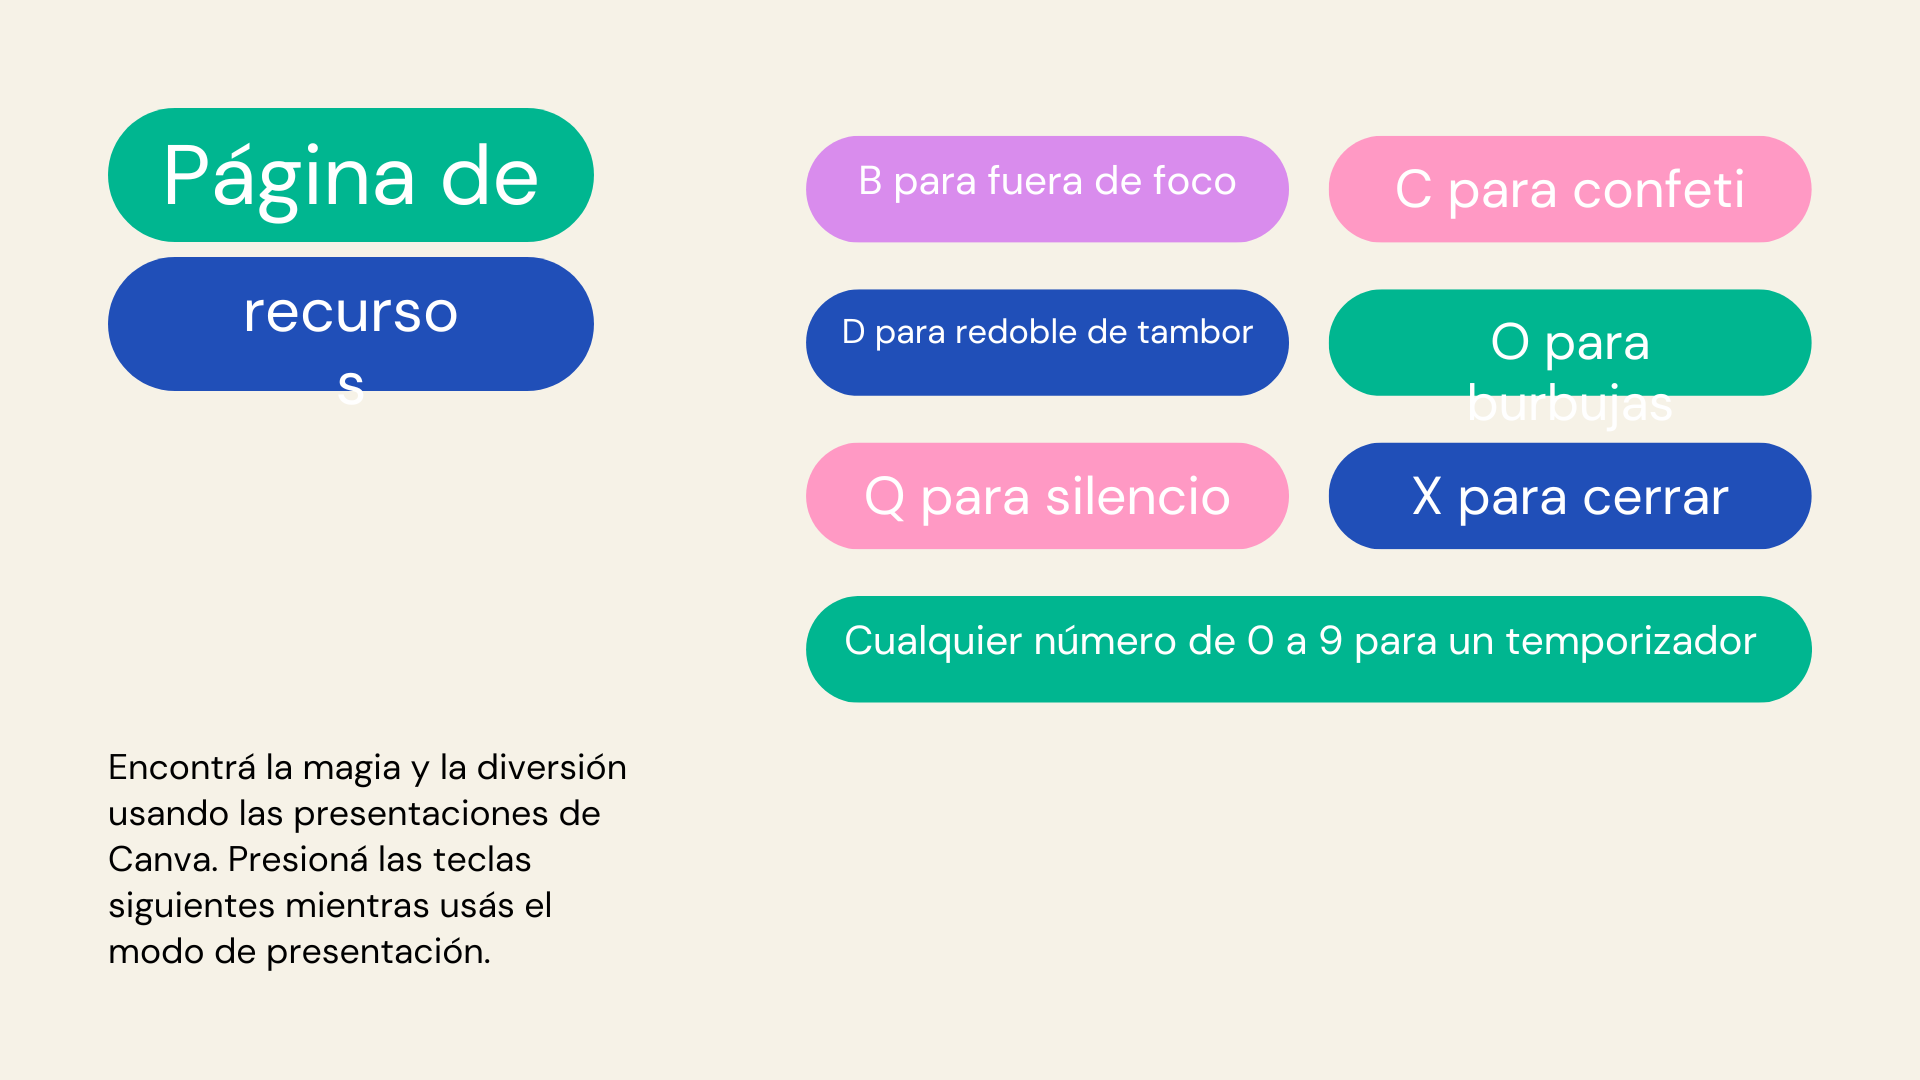 Página de
recurso
s
Encontrá la magia y la diversión
usando las presentaciones de
Canva. Presioná las teclas
siguientes mientras usás el
modo de presentación.
B para fuera de foco
C para confeti
D para redoble de tambor
O para
burbujas
Q para silencio
X para cerrar
Cualquier número de 0 a 9 para un temporizador